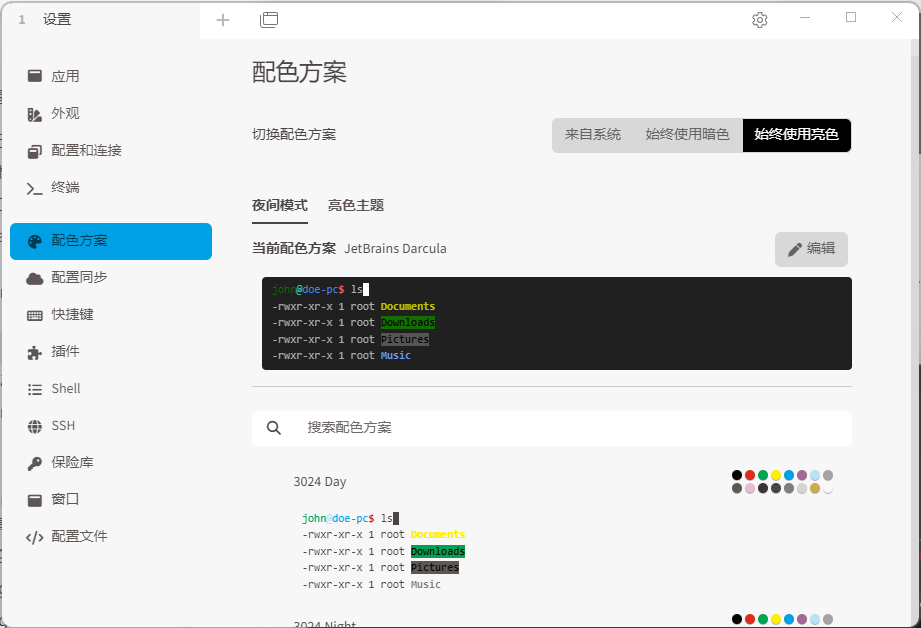 1 设置
应用
外观
配置和连接
终端
配色方案
配置同步
快捷键
插件
Shell
SSH
保险库
窗口
配置文件
配色方案
切换配色方案
来自系统 始终使用暗色 始终使用亮色
夜间模式 亮色主题
当前配色方案 JetBrains Darcula
编辑
john@doe-pc$ ls
-rwxr-xr-x 1 root Documents
-rwxr-xr-x 1 root Downloads
-rwxr-xr-x 1 root Pictures
-rwxr-xr-x 1 root Music
搜索配色方案
3024 Day
john@doe-pc$ ls
-rwxr-xr-x 1 root Documents
-rwxr-xr-x 1 root Downloads
-rwxr-xr-x 1 root Pictures
-rwxr-xr-x 1 root Music
3024 Night